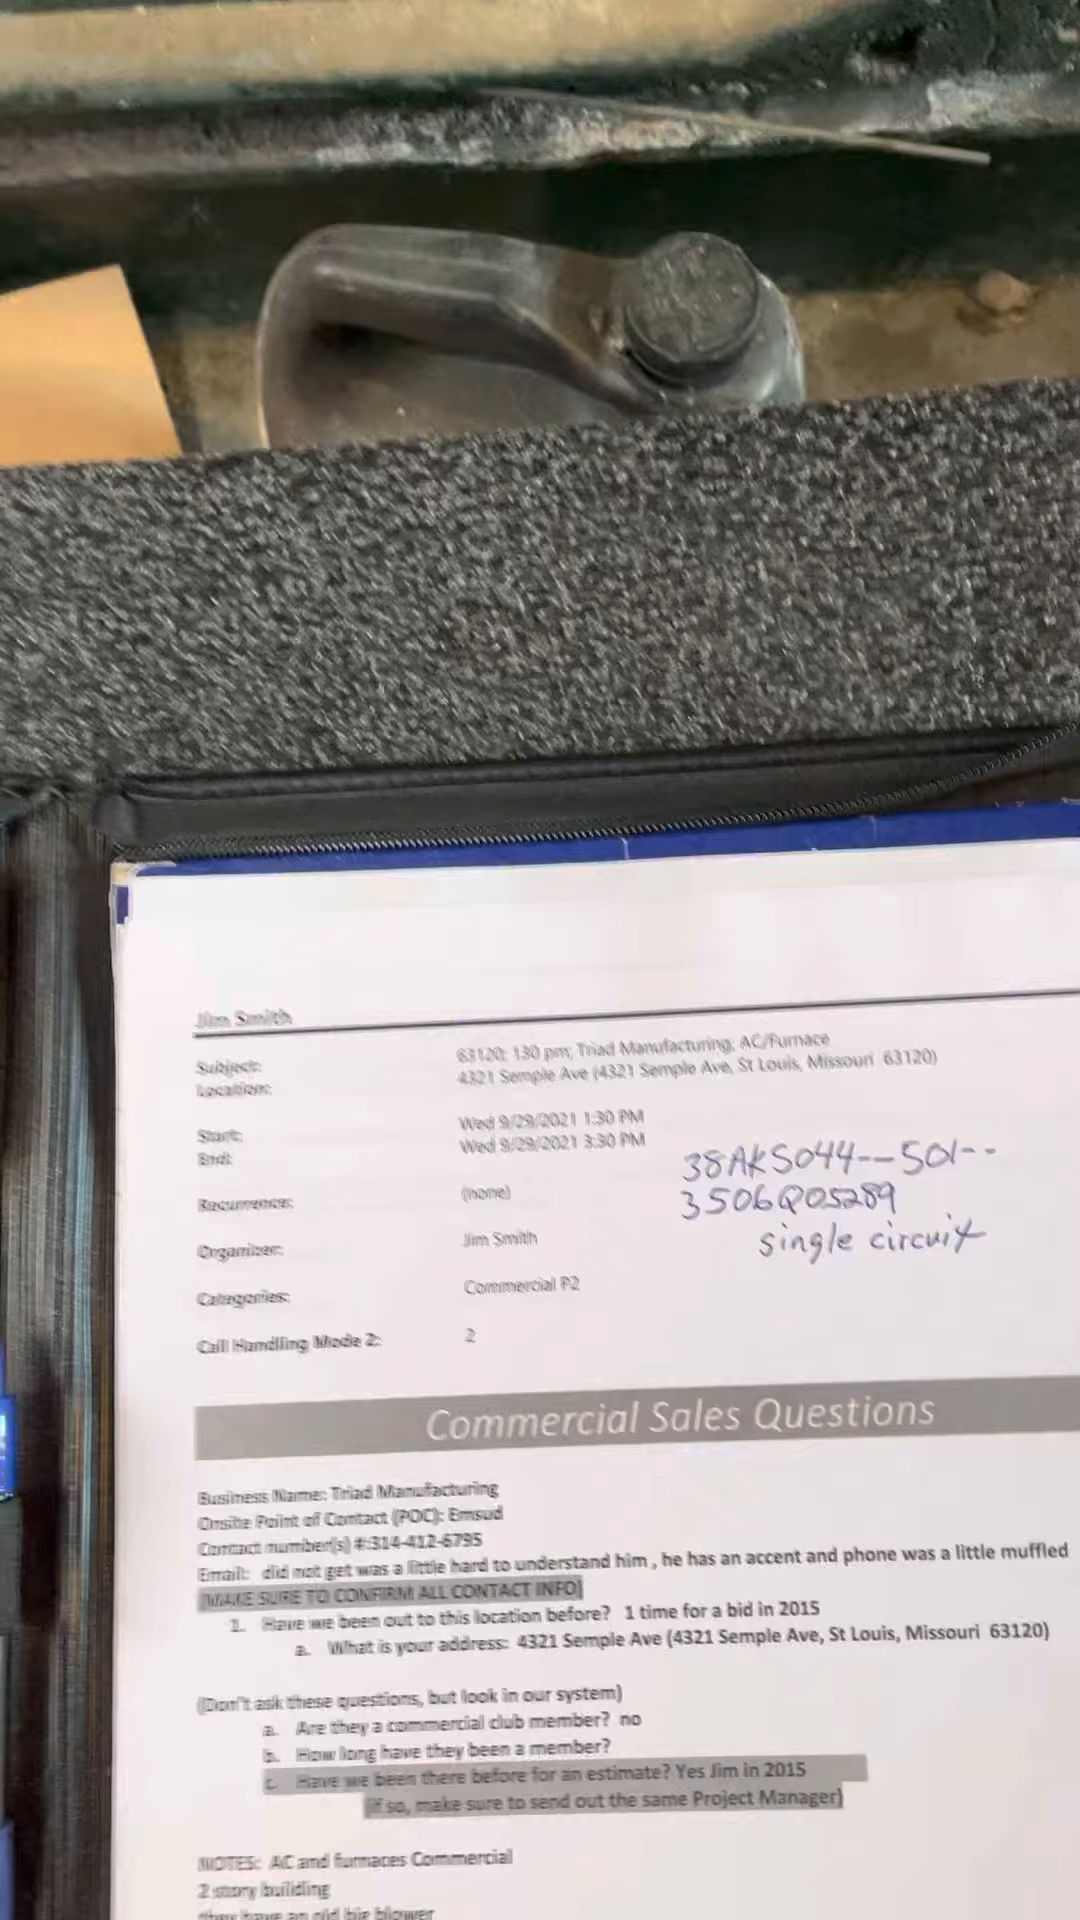 Jim Smith
Subject: 63120; 130 pm; Triad Manufacturing, AC/Furnace
Location: 4321 Semple Ave (4321 Semple Ave, St Louis, Missouri 63120)
Start: Wed 9/29/2021 1:30 PM
End: Wed 9/29/2021 3:30 PM
38AKS044--501--
3506Q05289
single circuit
Recurrence: (none)
Organizer: Jim Smith
Categories: Commercial P2
Call Handling Mode 2: 2
Commercial Sales Questions
Business Name: Triad Manufacturing
Onsite Point of Contact (POC): Emsud
Contact number(s) #:314-412-6795
Email: did not get was a little hard to understand him , he has an accent and phone was a little muffled
[MAKE SURE TO CONFIRM ALL CONTACT INFO]
1. Have we been out to this location before? 1 time for a bid in 2015
a. What is your address: 4321 Semple Ave (4321 Semple Ave, St Louis, Missouri 63120)
(Don't ask these questions, but look in our system)
a. Are they a commercial club member? no
b. How long have they been a member?
c. Have we been there before for an estimate? Yes Jim in 2015
(if so, make sure to send out the same Project Manager)
NOTES: AC and furnaces Commercial
2 story building
they have an old big blower